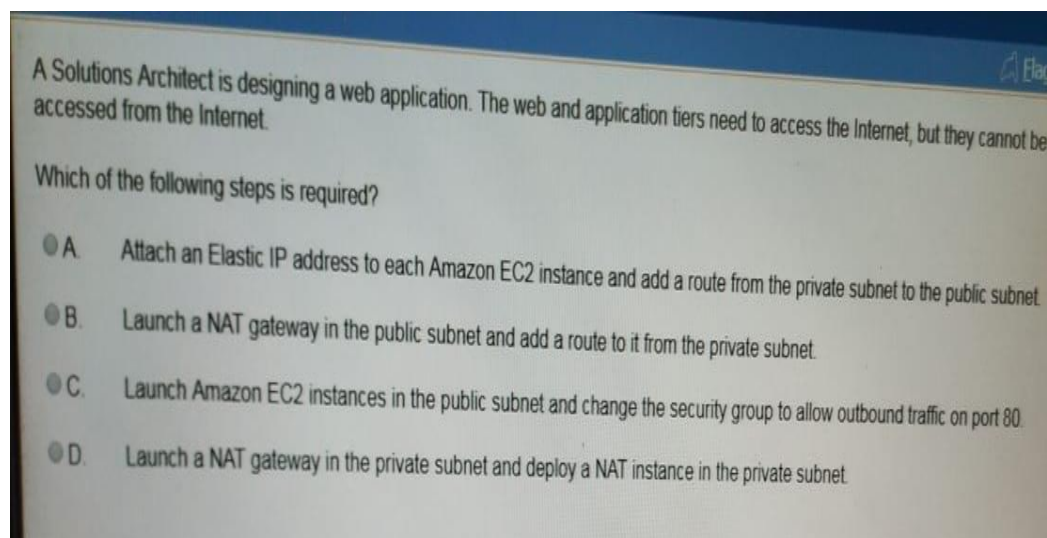 A Solutions Architect is designing a web application. The web and application tiers need to access the Internet, but they cannot be
accessed from the Internet.
Which of the following steps is required?
A. Attach an Elastic IP address to each Amazon EC2 instance and add a route from the private subnet to the public subnet.
B. Launch a NAT gateway in the public subnet and add a route to it from the private subnet.
C. Launch Amazon EC2 instances in the public subnet and change the security group to allow outbound traffic on port 80.
D. Launch a NAT gateway in the private subnet and deploy a NAT instance in the private subnet.